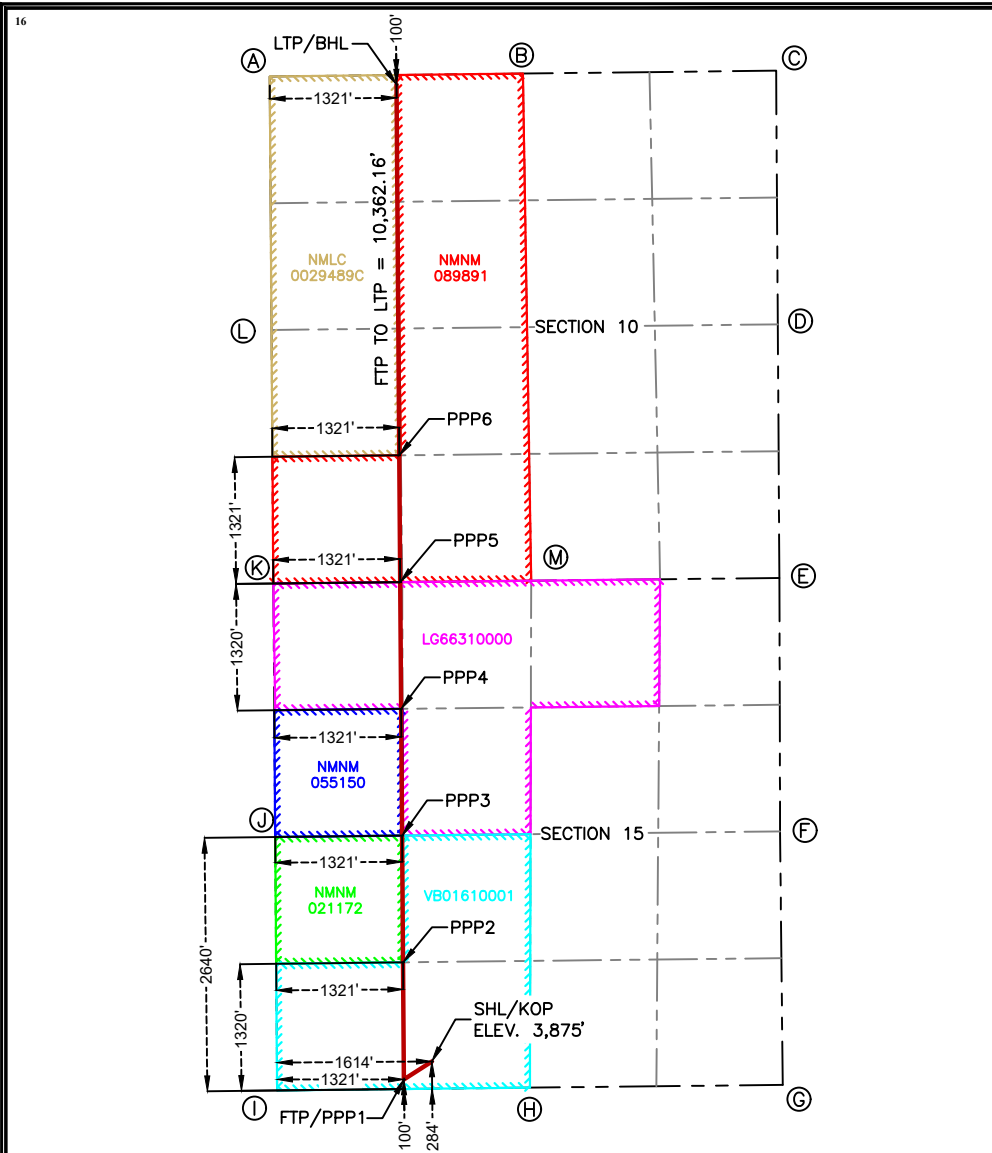 16
LTP/BHL
100'
A
B
C
1321'
FTP TO LTP = 10,362.16'
NMLC
0029489C
NMNM
089891
L
SECTION 10
D
1321'
PPP6
1321'
1321'
PPP5
K
M
E
1320'
LG66310000
PPP4
1321'
NMNM
055150
PPP3
J
SECTION 15
F
1321'
NMNM
021172
VB01610001
PPP2
2640'
1320'
1321'
SHL/KOP
ELEV. 3,875'
1614'
1321'
I
FTP/PPP1
100'
284'
H
G